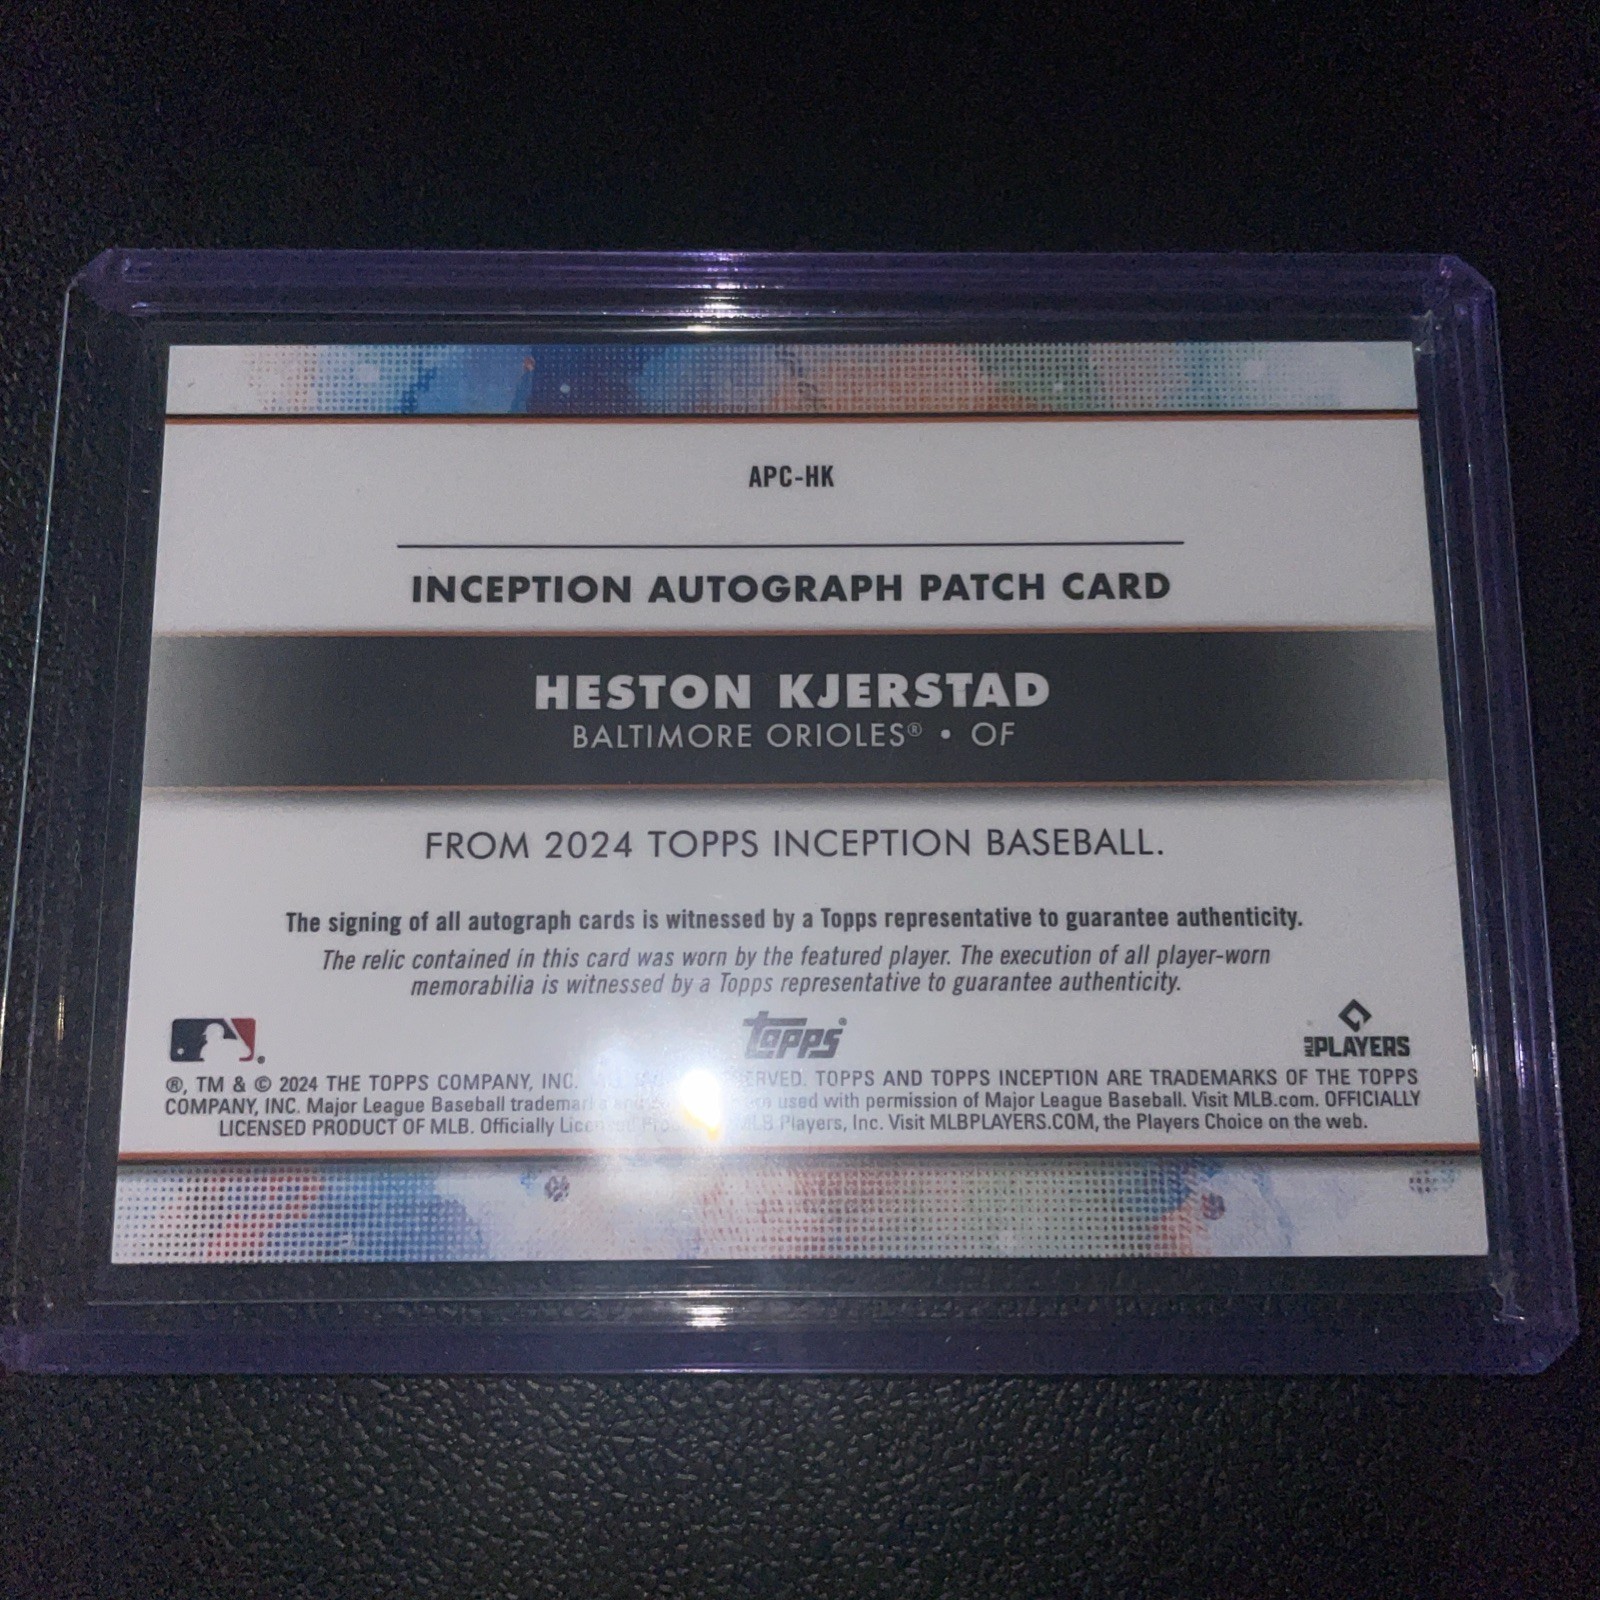 APC-HK
INCEPTION AUTOGRAPH PATCH CARD
HESTON KJERSTAD
BALTIMORE ORIOLES® • OF
FROM 2024 TOPPS INCEPTION BASEBALL.
The signing of all autograph cards is witnessed by a Topps representative to guarantee authenticity.
The relic contained in this card was worn by the featured player. The execution of all player-worn
memorabilia is witnessed by a Topps representative to guarantee authenticity.
topps®
MLB PLAYERS
®, TM & © 2024 THE TOPPS COMPANY, INC. TOPPS AND TOPPS INCEPTION ARE TRADEMARKS OF THE TOPPS
COMPANY, INC. Major League Baseball used with permission of Major League Baseball. Visit MLB.com. OFFICIALLY
LICENSED PRODUCT OF MLB. Officially Players, Inc. Visit MLBPLAYERS.COM, the Players Choice on the web.